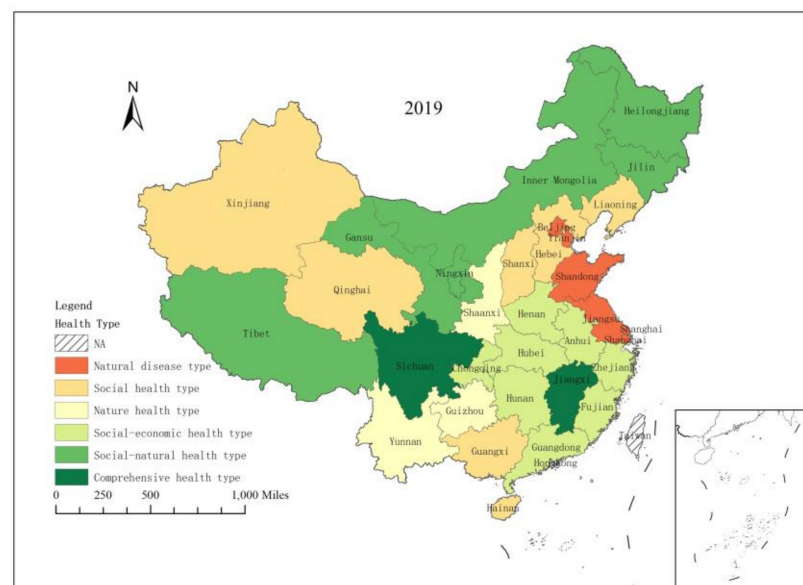 N
2019
Heilongjiang
Jilin
Inner Mongolia
Liaoning
Xinjiang
Beijing
Tianjin
Gansu
Hebei
Shanxi
Ningxia
Shandong
Qinghai
Shaanxi
Henan
Jiangsu
Tibet
Shanghai
Shanghai
Anhui
Hubei
Sichuan
Chongqing
Zhejiang
Jiangxi
Hunan
Guizhou
Fujian
Yunnan
Guangxi
Guangdong
Taiwan
HongKong
Hainan
Legend
Health Type
NA
Natural disease type
Social health type
Nature health type
Social-economic health type
Social-natural health type
Comprehensive health type
0 250 500 1,000 Miles